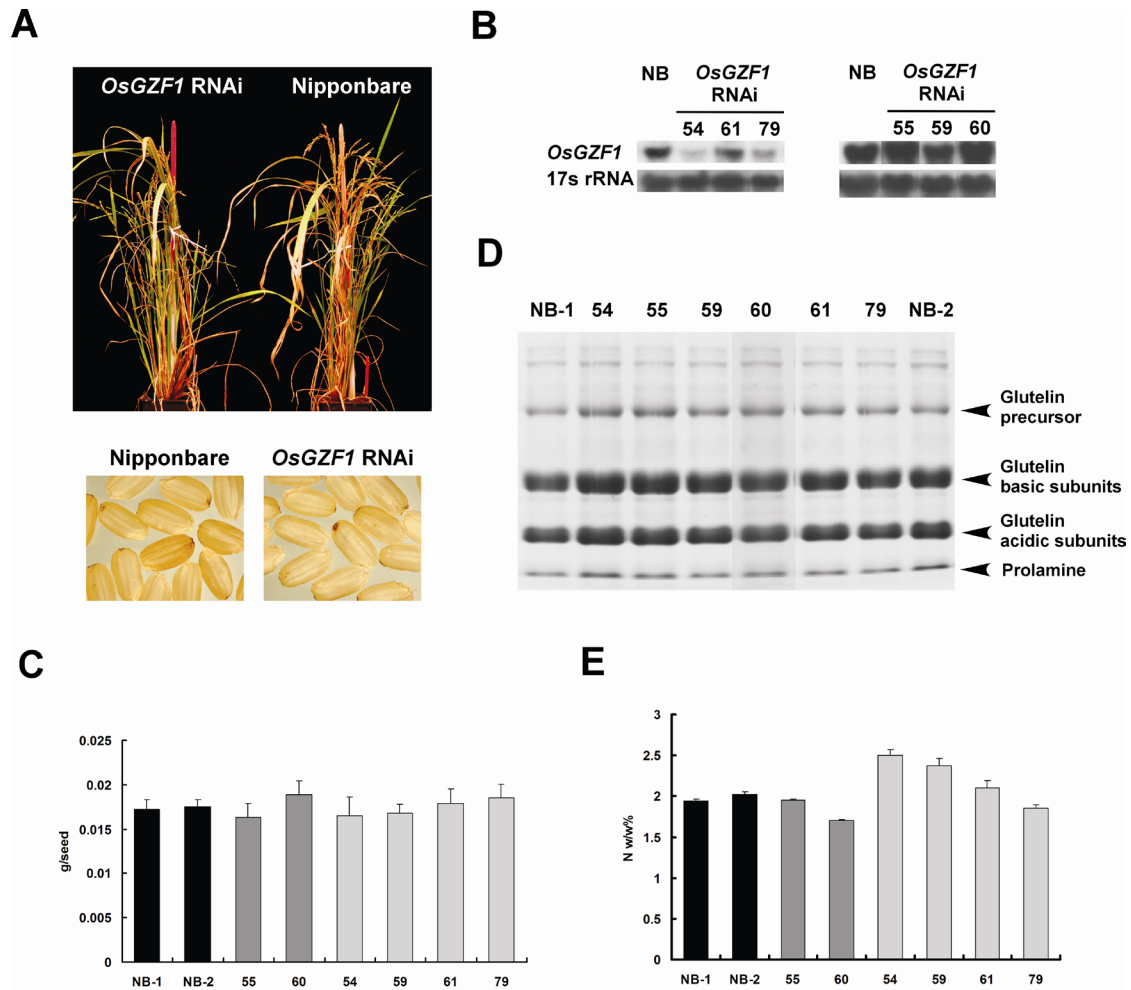 A
OsGZF1 RNAi
Nipponbare
Nipponbare
OsGZF1 RNAi
B
NB
OsGZF1
RNAi
54 61 79
NB
OsGZF1
RNAi
55 59 60
OsGZF1
17s rRNA
D
NB-1 54 55 59 60 61 79 NB-2
Glutelin
precursor
Glutelin
basic subunits
Glutelin
acidic subunits
Prolamine
C
0.025
0.02
0.015
0.01
0.005
0
g/seed
NB-1 NB-2 55 60 54 59 61 79
E
3
2.5
2
1.5
1
0.5
0
N w/w%
NB-1 NB-2 55 60 54 59 61 79